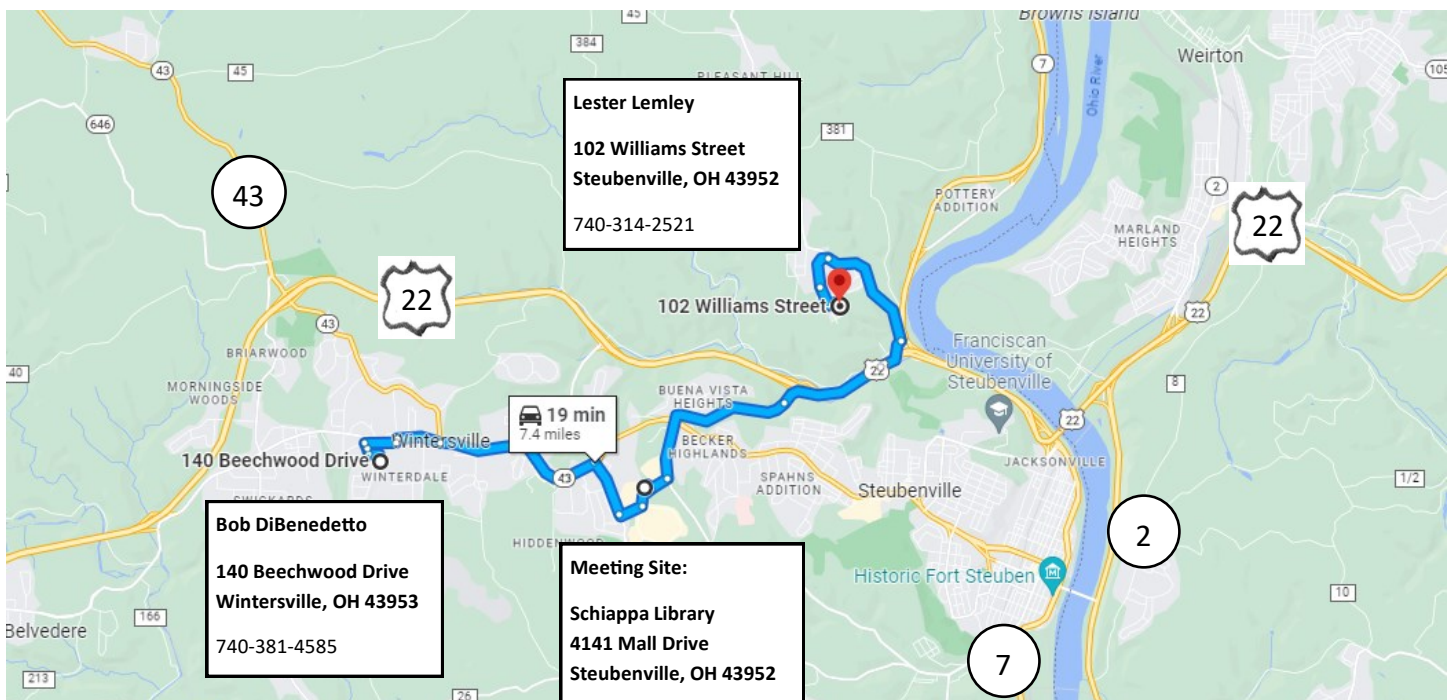 45
Browns Island
43
45
384
Weirton
7
Ohio River
105
646
Lester Lemley
102 Williams Street
Steubenville, OH 43952
740-314-2521
381
43
22
2
22
POTTERY
ADDITION
MARLAND
HEIGHTS
22
102 Williams Street
43
22
Franciscan
University of
Steubenville
BRIARWOOD
40
MORNINGSIDE
WOODS
22
8
BUENA VISTA
HEIGHTS
19 min
7.4 miles
Wintersville
BECKER
HIGHLANDS
22
140 Beechwood Drive
WINTERDALE
43
JACKSONVILLE
SPAHNS
ADDITION
Steubenville
1/2
Bob DiBenedetto
140 Beechwood Drive
Wintersville, OH 43953
740-381-4585
Meeting Site:
Schiappa Library
4141 Mall Drive
Steubenville, OH 43952
2
Historic Fort Steuben
10
166
Belvedere
7
213
26